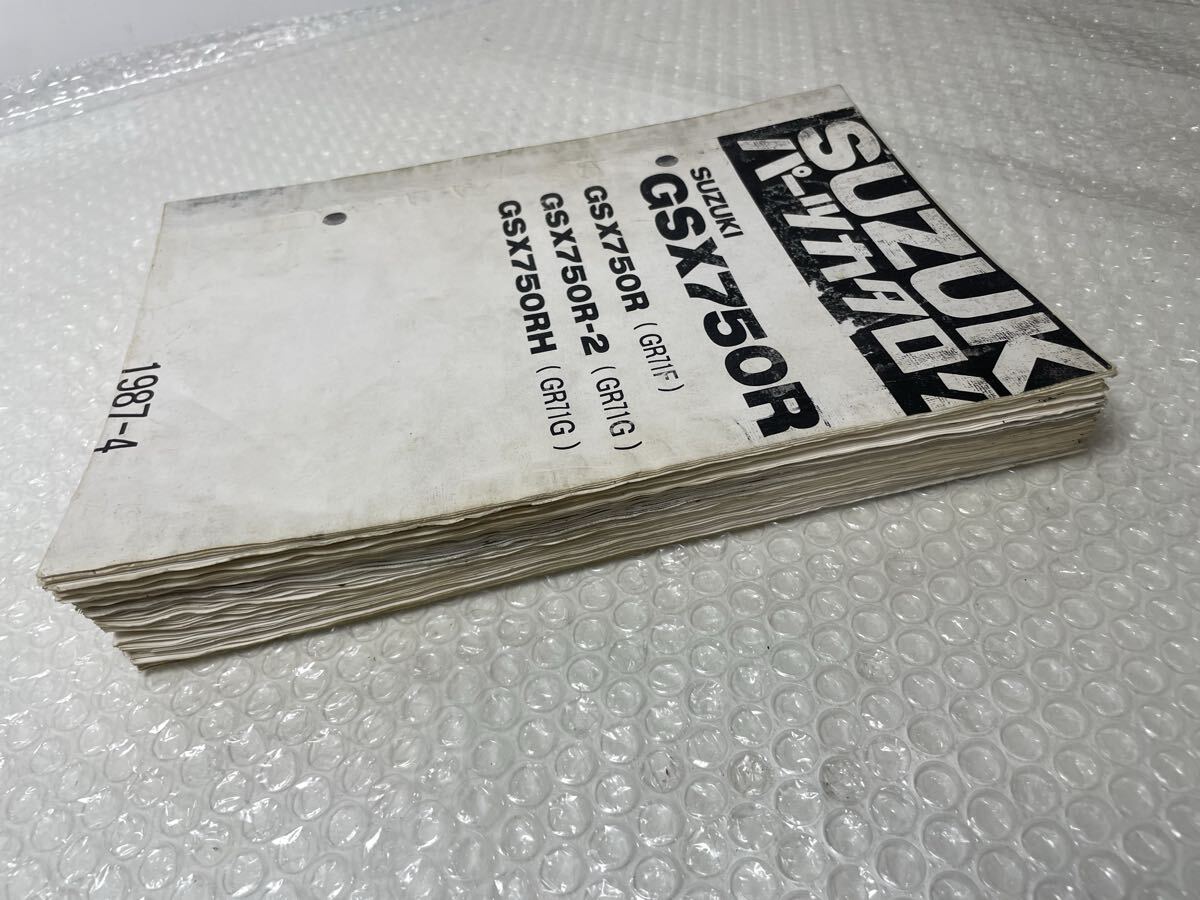 SUZUKI
パーツカタログ
SUZUKI
GSX750R
GSX750R (GR71F)
GSX750R-2 (GR71G)
GSX750RH (GR71G)
1987-4